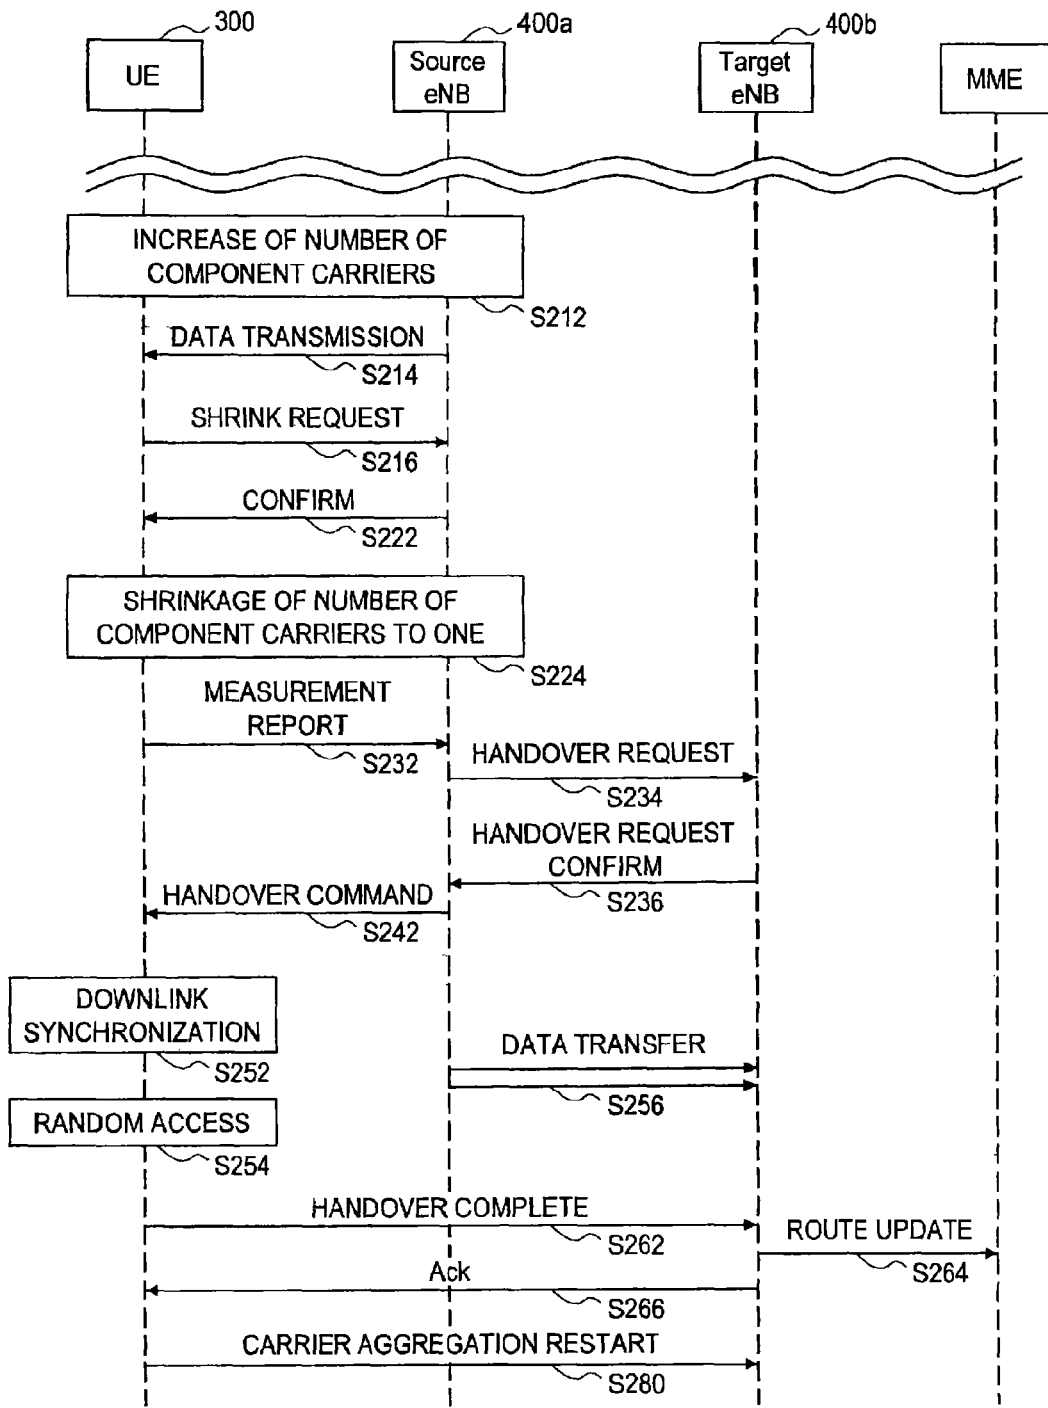 300
400a
400b
UE
Source
eNB
Target
eNB
MME
INCREASE OF NUMBER OF
COMPONENT CARRIERS
S212
DATA TRANSMISSION
S214
SHRINK REQUEST
S216
CONFIRM
S222
SHRINKAGE OF NUMBER OF
COMPONENT CARRIERS TO ONE
S224
MEASUREMENT
REPORT
S232
HANDOVER REQUEST
S234
HANDOVER REQUEST
CONFIRM
S236
HANDOVER COMMAND
S242
DOWNLINK
SYNCHRONIZATION
S252
DATA TRANSFER
S256
RANDOM ACCESS
S254
HANDOVER COMPLETE
S262
ROUTE UPDATE
S264
Ack
S266
CARRIER AGGREGATION RESTART
S280